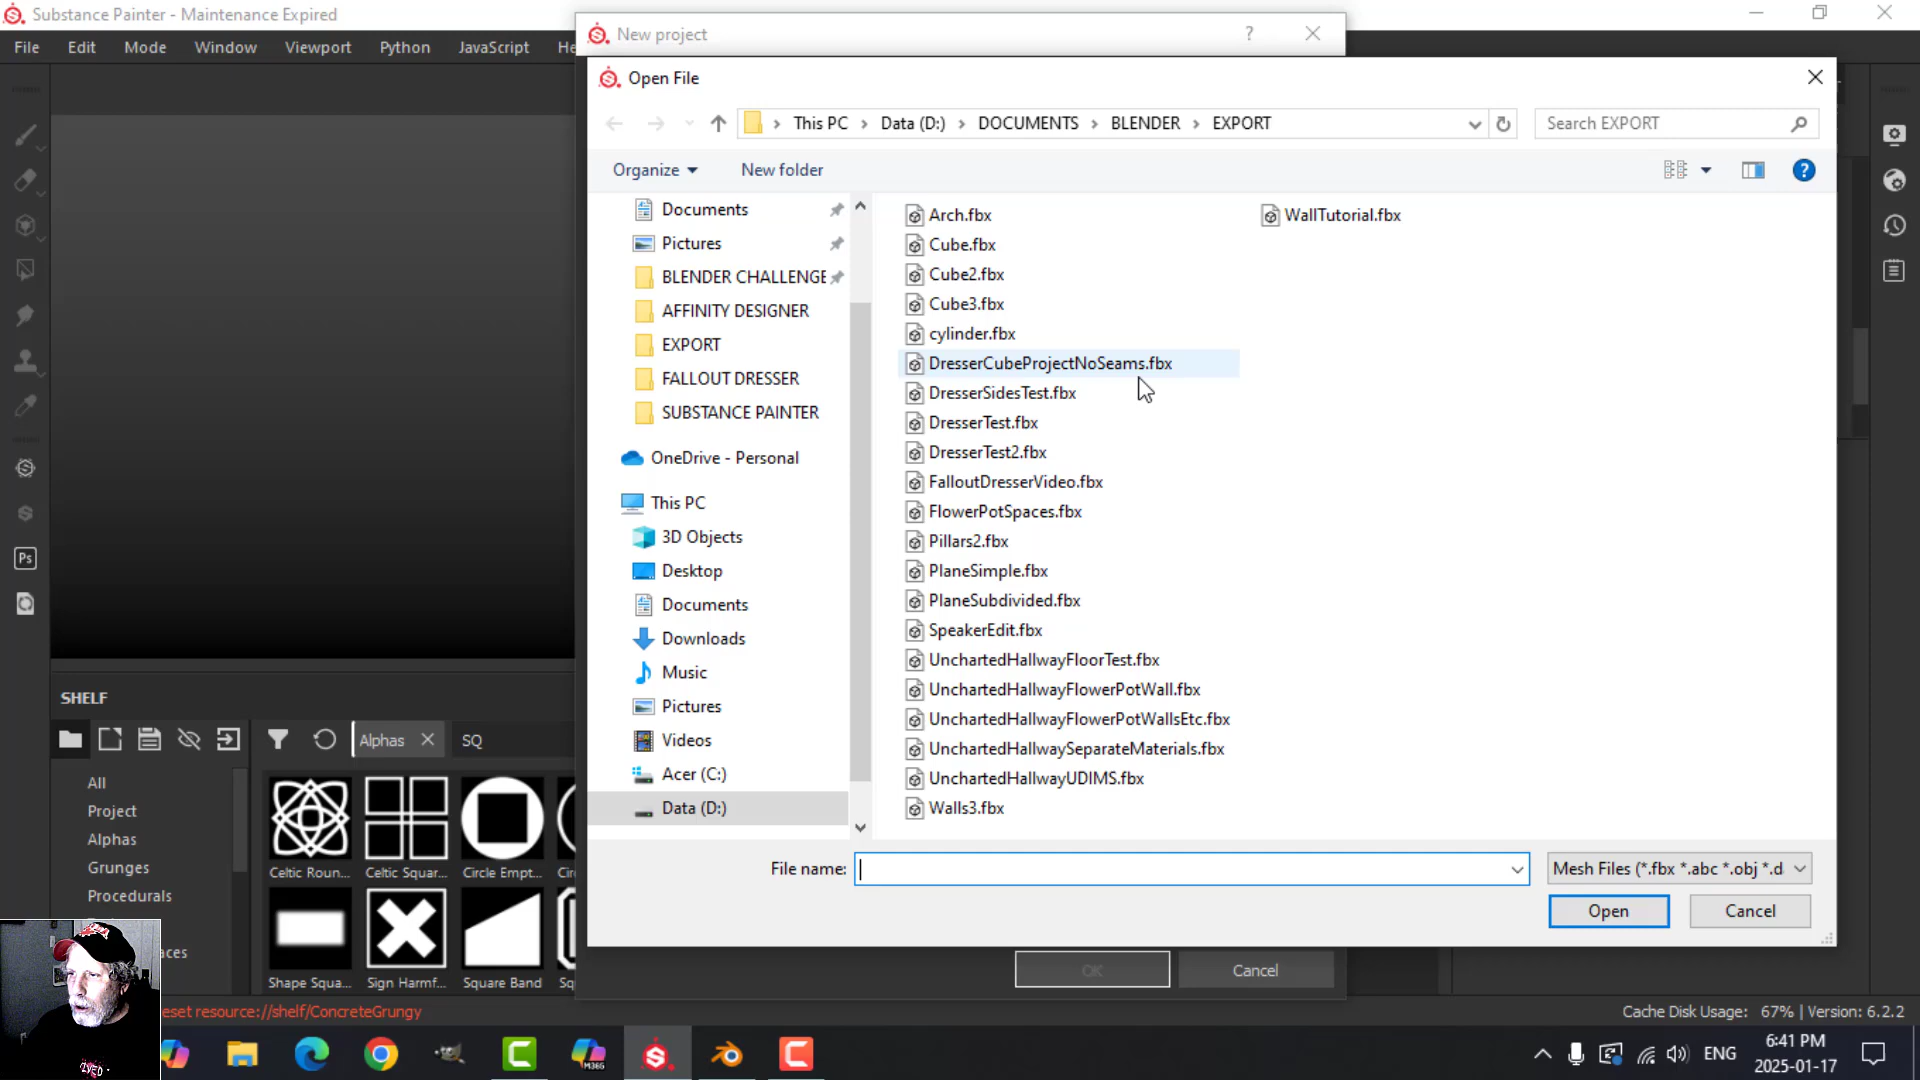 Substance Painter - Maintenance Expired
New project
?
File Edit Mode Window Viewport Python JavaScript He
Open File
This PC > Data (D:) > DOCUMENTS > BLENDER > EXPORT
Search EXPORT
Organize
New folder
Documents
Pictures
BLENDER CHALLENGE
AFFINITY DESIGNER
EXPORT
FALLOUT DRESSER
SUBSTANCE PAINTER
OneDrive - Personal
This PC
3D Objects
Desktop
Documents
Downloads
Music
Pictures
Videos
Acer (C:)
Data (D:)
Arch.fbx
Cube.fbx
Cube2.fbx
Cube3.fbx
cylinder.fbx
DresserCubeProjectNoSeams.fbx
DresserSidesTest.fbx
DresserTest.fbx
DresserTest2.fbx
FalloutDresserVideo.fbx
FlowerPotSpaces.fbx
Pillars2.fbx
PlaneSimple.fbx
PlaneSubdivided.fbx
SpeakerEdit.fbx
UnchartedHallwayFloorTest.fbx
UnchartedHallwayFlowerPotWall.fbx
UnchartedHallwayFlowerPotWallsEtc.fbx
UnchartedHallwaySeparateMaterials.fbx
UnchartedHallwayUDIMS.fbx
Walls3.fbx
WallTutorial.fbx
File name:
Mesh Files (*.fbx *.abc *.obj *.d
Open
Cancel
OK
Cancel
Ps
SHELF
Alphas
SQ
All
Project
Alphas
Grunges
Procedurals
aces
Celtic Roun...
Celtic Squar...
Circle Empt...
Cir
Shape Squa...
Sign Harmf...
Square Band
Sq
eset resource://shelf/ConcreteGrungy
Cache Disk Usage: 67% | Version: 6.2.2
M365
ENG
6:41 PM
2025-01-17